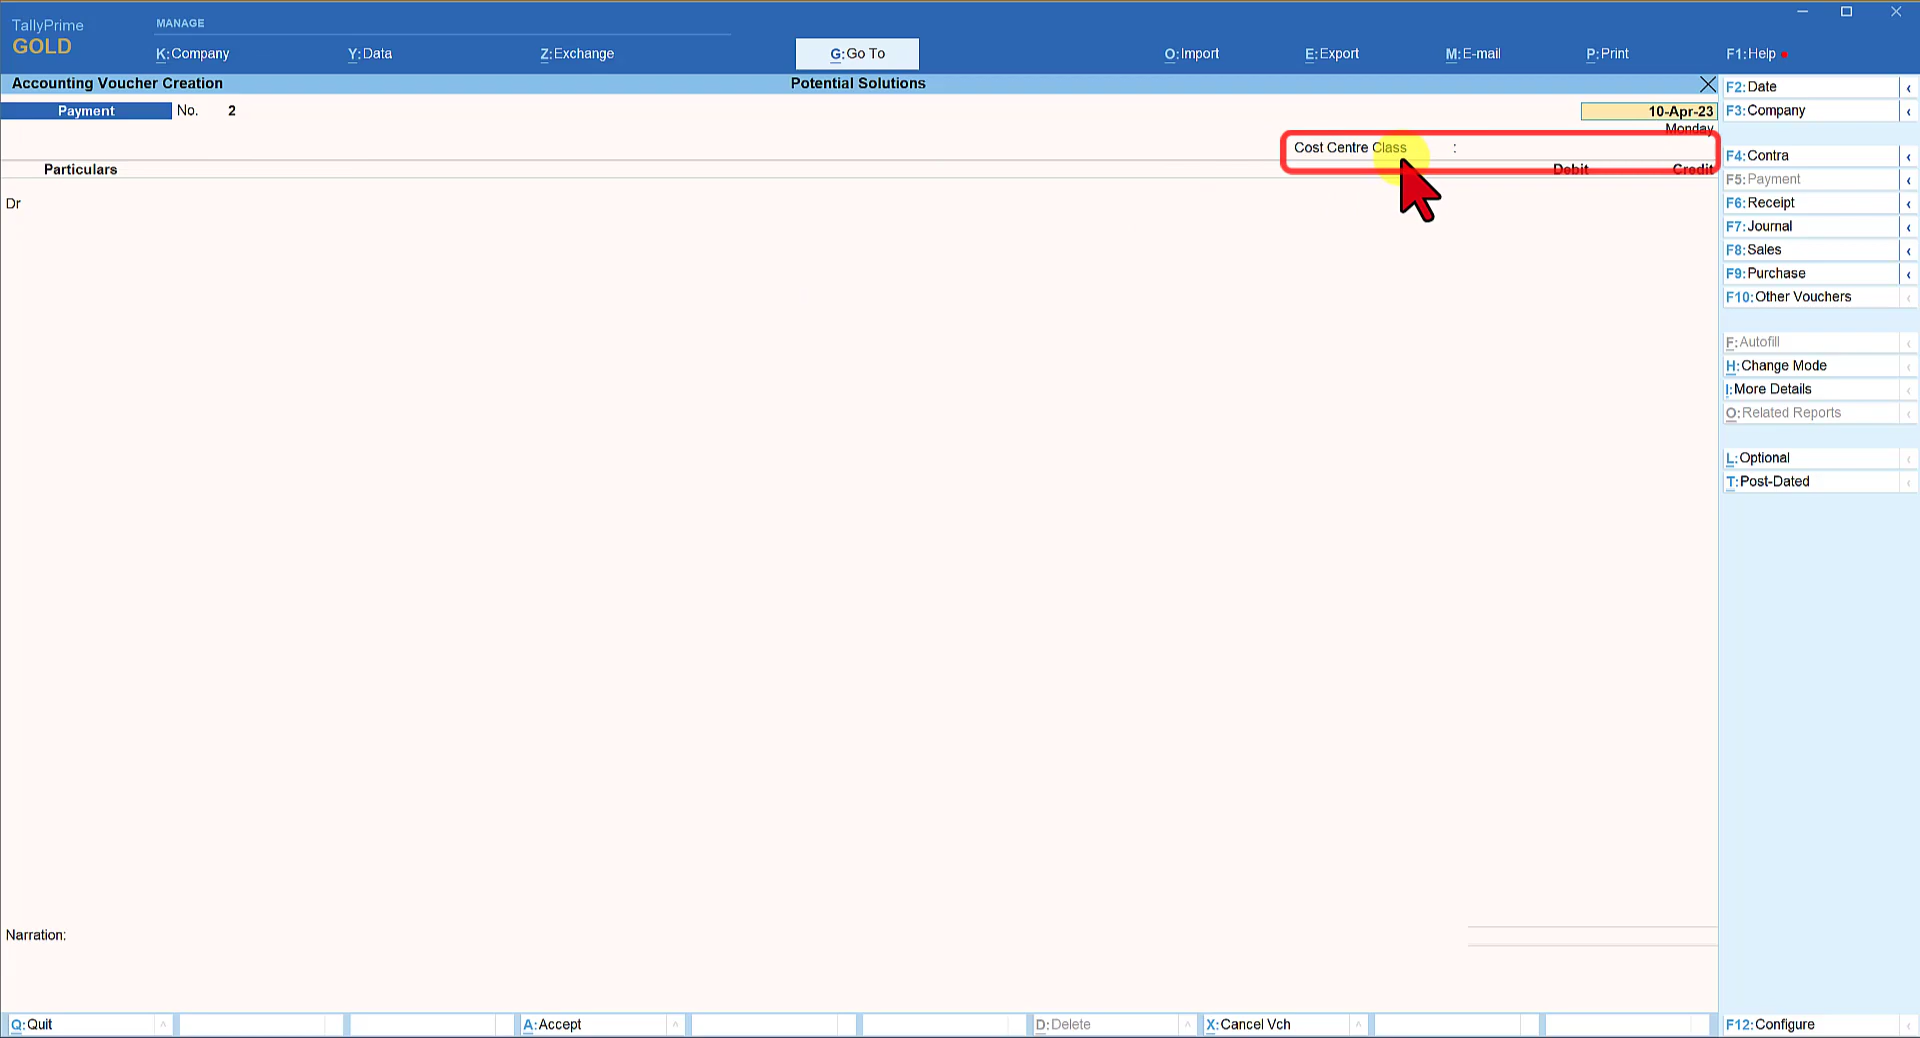 TallyPrime
GOLD
MANAGE
K:Company
Y:Data
Z:Exchange
G:Go To
O:Import
E:Export
M:E-mail
P:Print
F1:Help
Accounting Voucher Creation
Potential Solutions
Payment No. 2
10-Apr-23
Monday
Cost Centre Class :
Particulars
Debit
Credit
Dr
Narration:
F2:Date
F3:Company
F4:Contra
F5:Payment
F6:Receipt
F7:Journal
F8:Sales
F9:Purchase
F10:Other Vouchers
F:Autofill
H:Change Mode
I:More Details
O:Related Reports
L:Optional
T:Post-Dated
Q:Quit
A:Accept
D:Delete
X:Cancel Vch
F12:Configure